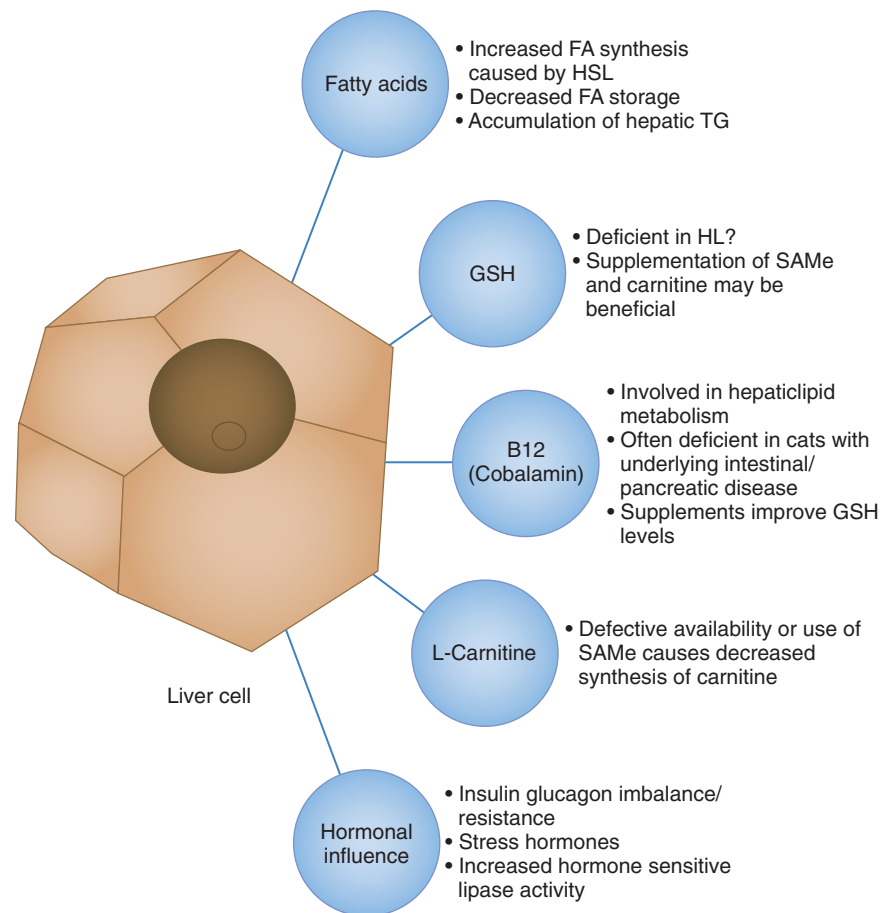 Fatty acids
• Increased FA synthesis
caused by HSL
• Decreased FA storage
• Accumulation of hepatic TG
GSH
• Deficient in HL?
• Supplementation of SAMe
and carnitine may be
beneficial
B12
(Cobalamin)
• Involved in hepaticlipid
metabolism
• Often deficient in cats with
underlying intestinal/
pancreatic disease
• Supplements improve GSH
levels
L-Carnitine
• Defective availability or use of
SAMe causes decreased
synthesis of carnitine
Liver cell
Hormonal
influence
• Insulin glucagon imbalance/
resistance
• Stress hormones
• Increased hormone sensitive
lipase activity